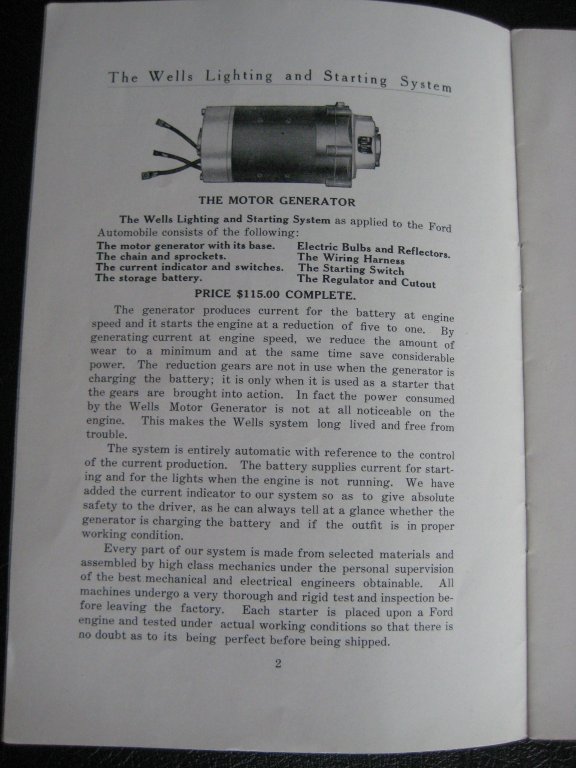 The Wells Lighting and Starting System
THE MOTOR GENERATOR
The Wells Lighting and Starting System as applied to the Ford
Automobile consists of the following:
The motor generator with its base.
The chain and sprockets.
The current indicator and switches.
The storage battery.
Electric Bulbs and Reflectors.
The Wiring Harness
The Starting Switch
The Regulator and Cutout
PRICE $115.00 COMPLETE.
The generator produces current for the battery at engine
speed and it starts the engine at a reduction of five to one. By
generating current at engine speed, we reduce the amount of
wear to a minimum and at the same time save considerable
power. The reduction gears are not in use when the generator is
charging the battery; it is only when it is used as a starter that
the gears are brought into action. In fact the power consumed
by the Wells Motor Generator is not at all noticeable on the
engine. This makes the Wells system long lived and free from
trouble.
The system is entirely automatic with reference to the control
of the current production. The battery supplies current for start-
ing and for the lights when the engine is not running. We have
added the current indicator to our system so as to give absolute
safety to the driver, as he can always tell at a glance whether the
generator is charging the battery and if the outfit is in proper
working condition.
Every part of our system is made from selected materials and
assembled by high class mechanics under the personal supervision
of the best mechanical and electrical engineers obtainable. All
machines undergo a very thorough and rigid test and inspection be-
fore leaving the factory. Each starter is placed upon a Ford
engine and tested under actual working conditions so that there is
no doubt as to its being perfect before being shipped.
2